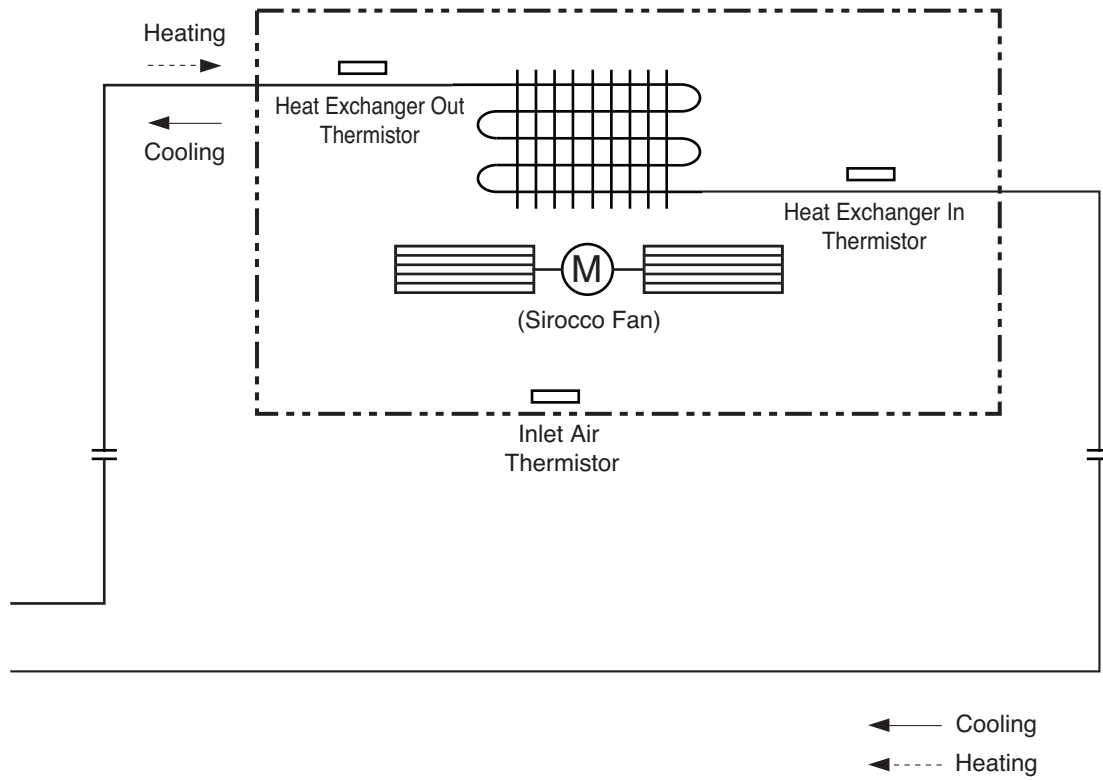 Heating
Cooling
Heat Exchanger Out
Thermistor
Heat Exchanger In
Thermistor
M
(Sirocco Fan)
Inlet Air
Thermistor
Cooling
Heating